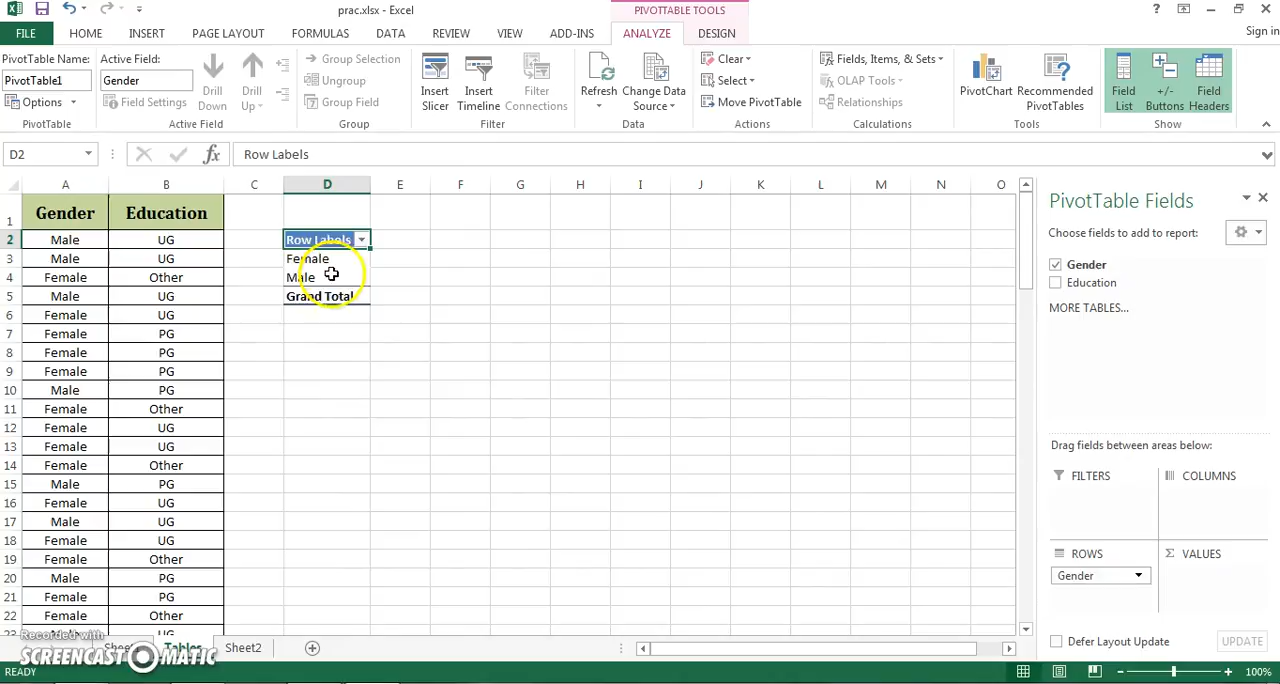 prac.xlsx - Excel
PIVOTTABLE TOOLS
?
Sign in
FILE
HOME
INSERT
PAGE LAYOUT
FORMULAS
DATA
REVIEW
VIEW
ADD-INS
ANALYZE
DESIGN
PivotTable Name:
PivotTable1
Options
PivotTable
Active Field:
Gender
Field Settings
Drill Down
Drill Up
Active Field
Group Selection
Ungroup
Group Field
Group
Insert Slicer
Insert Timeline
Filter Connections
Filter
Refresh
Change Data Source
Data
Clear
Select
Move PivotTable
Actions
Fields, Items, & Sets
OLAP Tools
Relationships
Calculations
PivotChart
Recommended PivotTables
Tools
Field List
+/- Buttons
Field Headers
Show
D2
fx
Row Labels
A B C D E F G H I J K L M N O
1 Gender Education
2 Male UG Row Labels
3 Male UG Female
4 Female Other Male
5 Male UG Grand Total
6 Female UG
7 Female PG
8 Female PG
9 Female PG
10 Male PG
11 Female Other
12 Female UG
13 Female UG
14 Female Other
15 Male PG
16 Female UG
17 Male UG
18 Female UG
19 Female Other
20 Male PG
21 Female PG
22 Female Other
23 UG
PivotTable Fields
Choose fields to add to report:
Gender
Education
MORE TABLES...
Drag fields between areas below:
FILTERS
COLUMNS
ROWS
VALUES
Gender
Defer Layout Update
UPDATE
Sheet2
Recorded with
SCREENCAST-O-MATIC
READY
100%